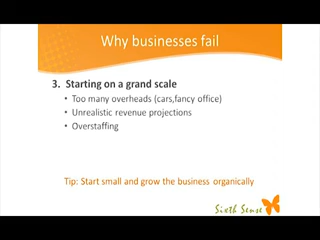 Why businesses fail
3. Starting on a grand scale
• Too many overheads (cars,fancy office)
• Unrealistic revenue projections
• Overstaffing
Tip: Start small and grow the business organically
Sixth Sense